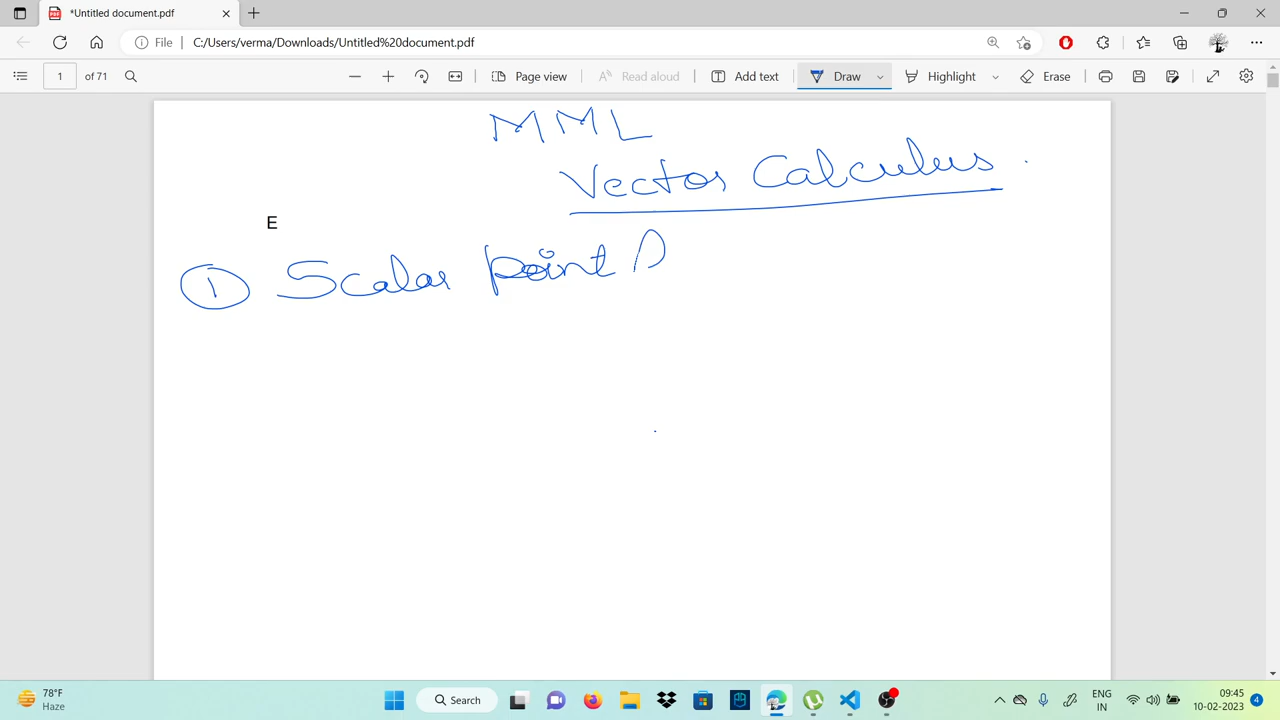 *Untitled document.pdf
File C:/Users/verma/Downloads/Untitled%20document.pdf
1 of 71 Page view Read aloud Add text Draw Highlight Erase
MML
Vector Calculus
E
1 Scalar point
78°F
Haze
Search
ENG
IN
09:45
10-02-2023
4